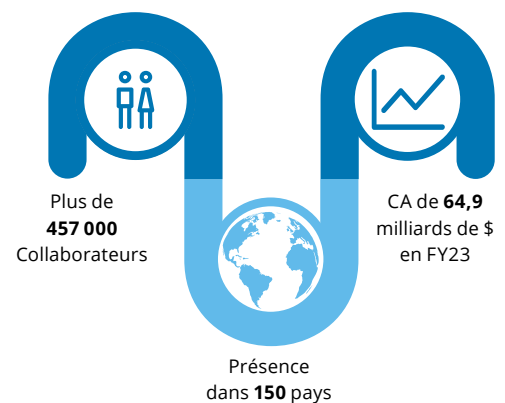 Plus de
457 000
Collaborateurs
CA de 64,9
milliards de $
en FY23
Présence
dans 150 pays